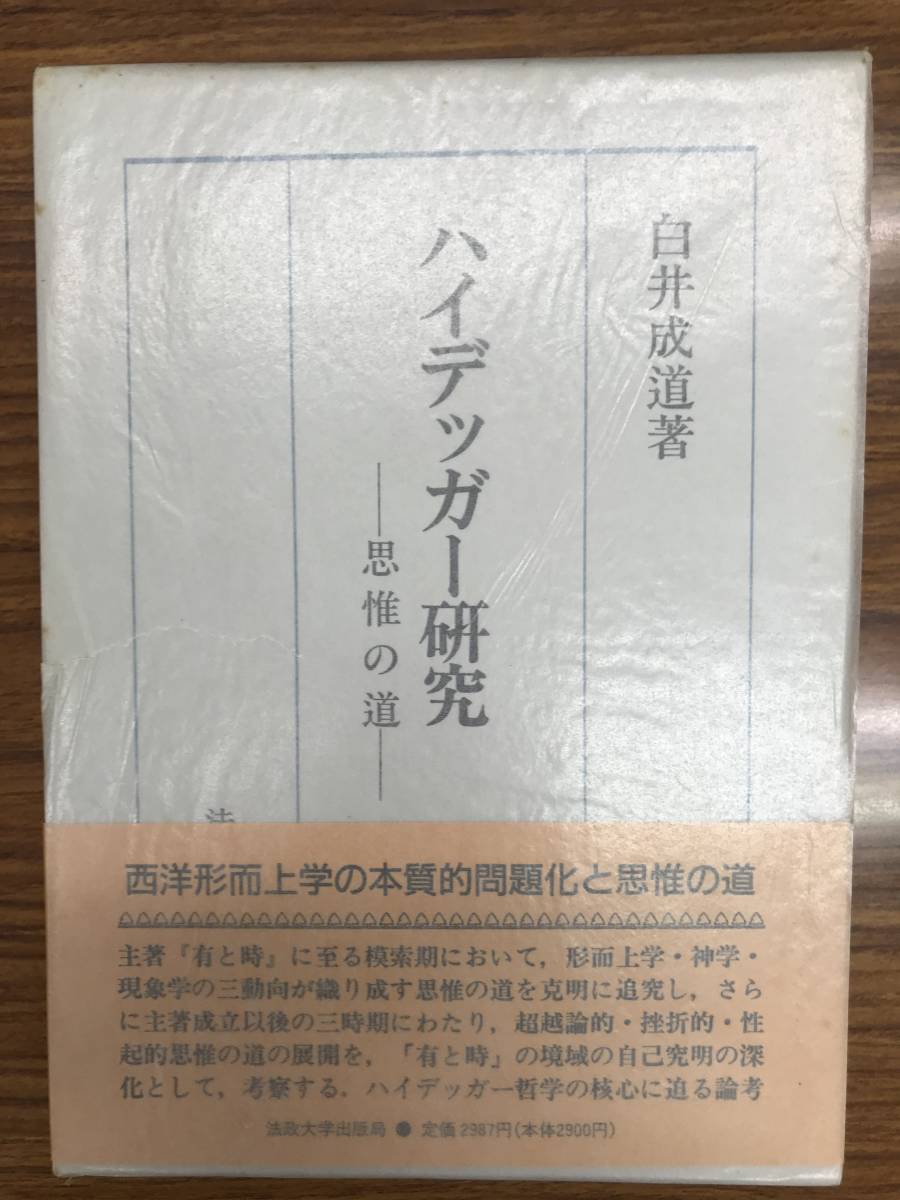 白井成道著
ハイデッガー研究
──思惟の道──
法
西洋形而上学の本質的問題化と思惟の道
主著『有と時』に至る模索期において，形而上学・神学・
現象学の三動向が織り成す思惟の道を克明に追究し，さら
に主著成立以後の三時期にわたり，超越論的・挫折的・性
起的思惟の道の展開を，「有と時」の境域の自己究明の深
化として，考察する．ハイデッガー哲学の核心に迫る論考
法政大学出版局 ● 定価 2987円（本体2900円）